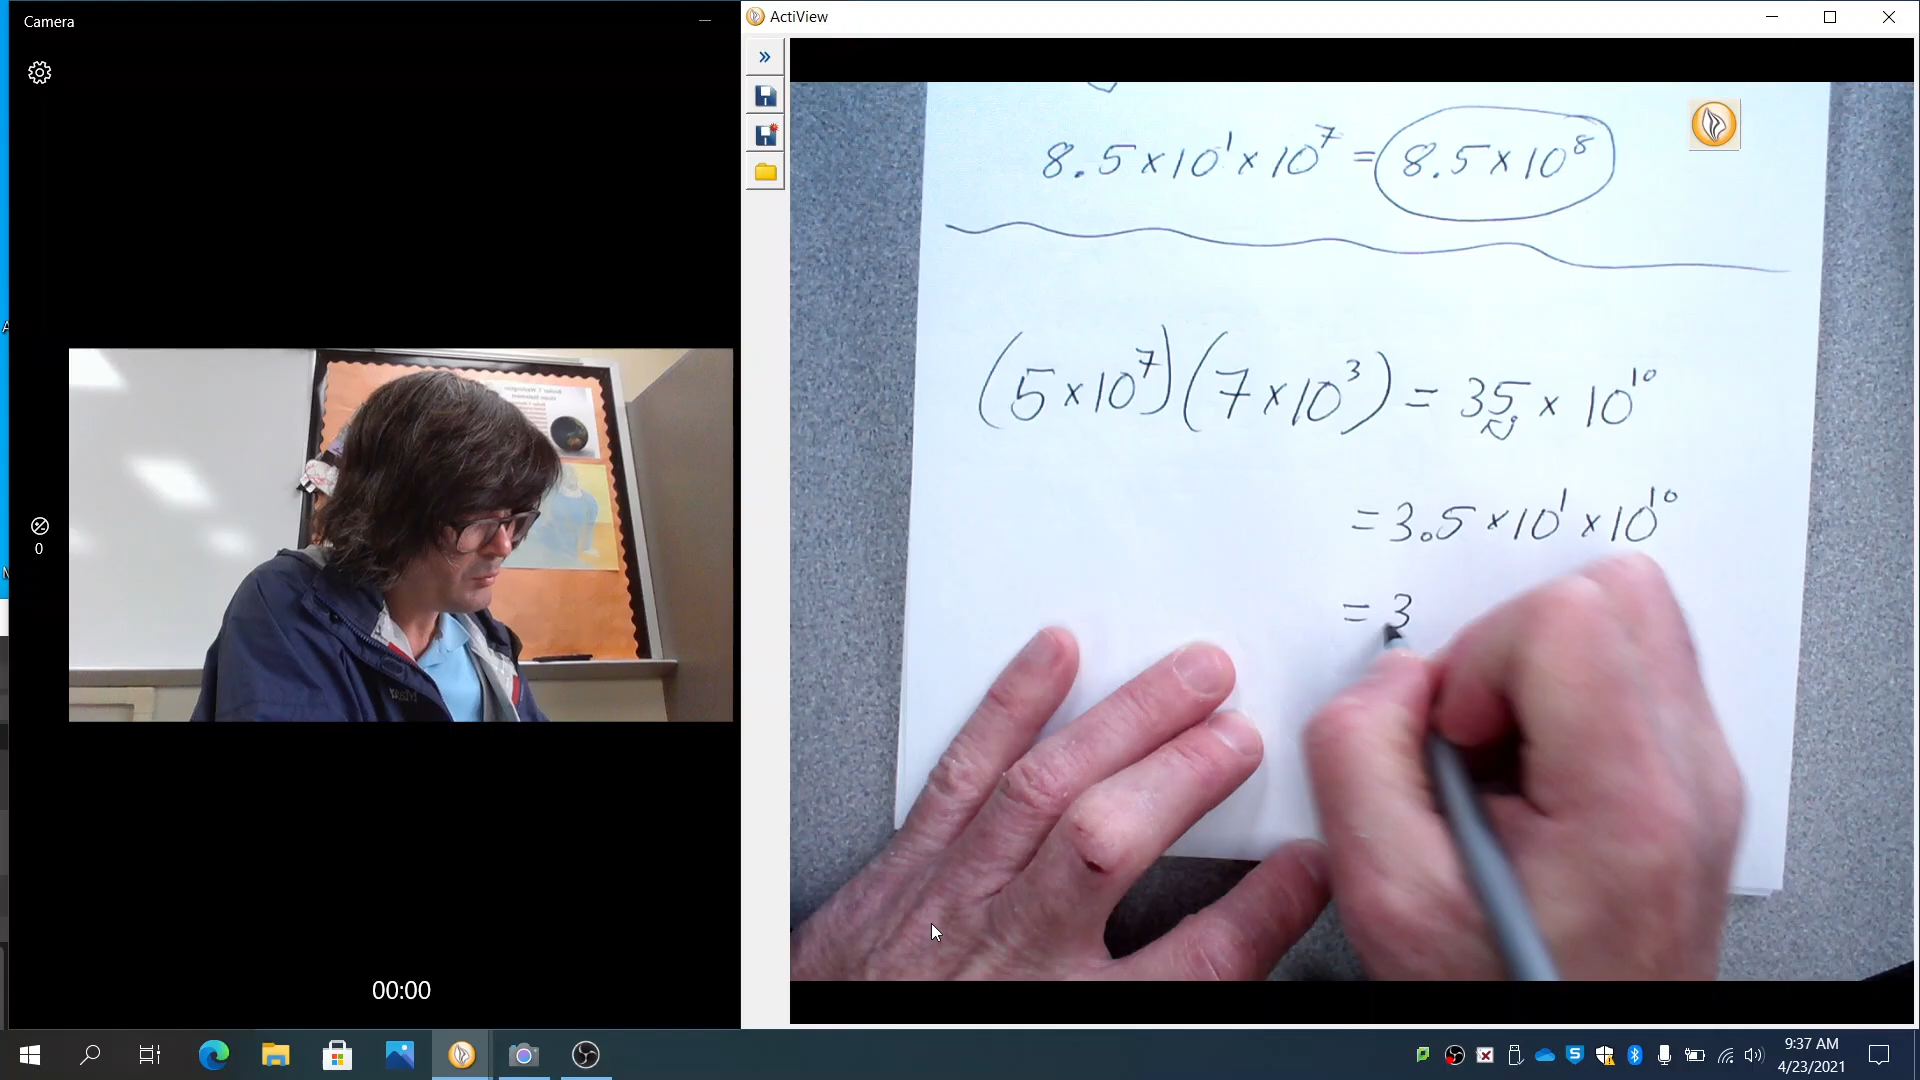 Camera
ActiView
8.5 × 10¹ × 10⁷ = 8.5 × 10⁸
(5 × 10⁷)(7 × 10³) = 35. × 10¹⁰
= 3.5 × 10¹ × 10¹⁰
= 3
0
00:00
9:37 AM
4/23/2021